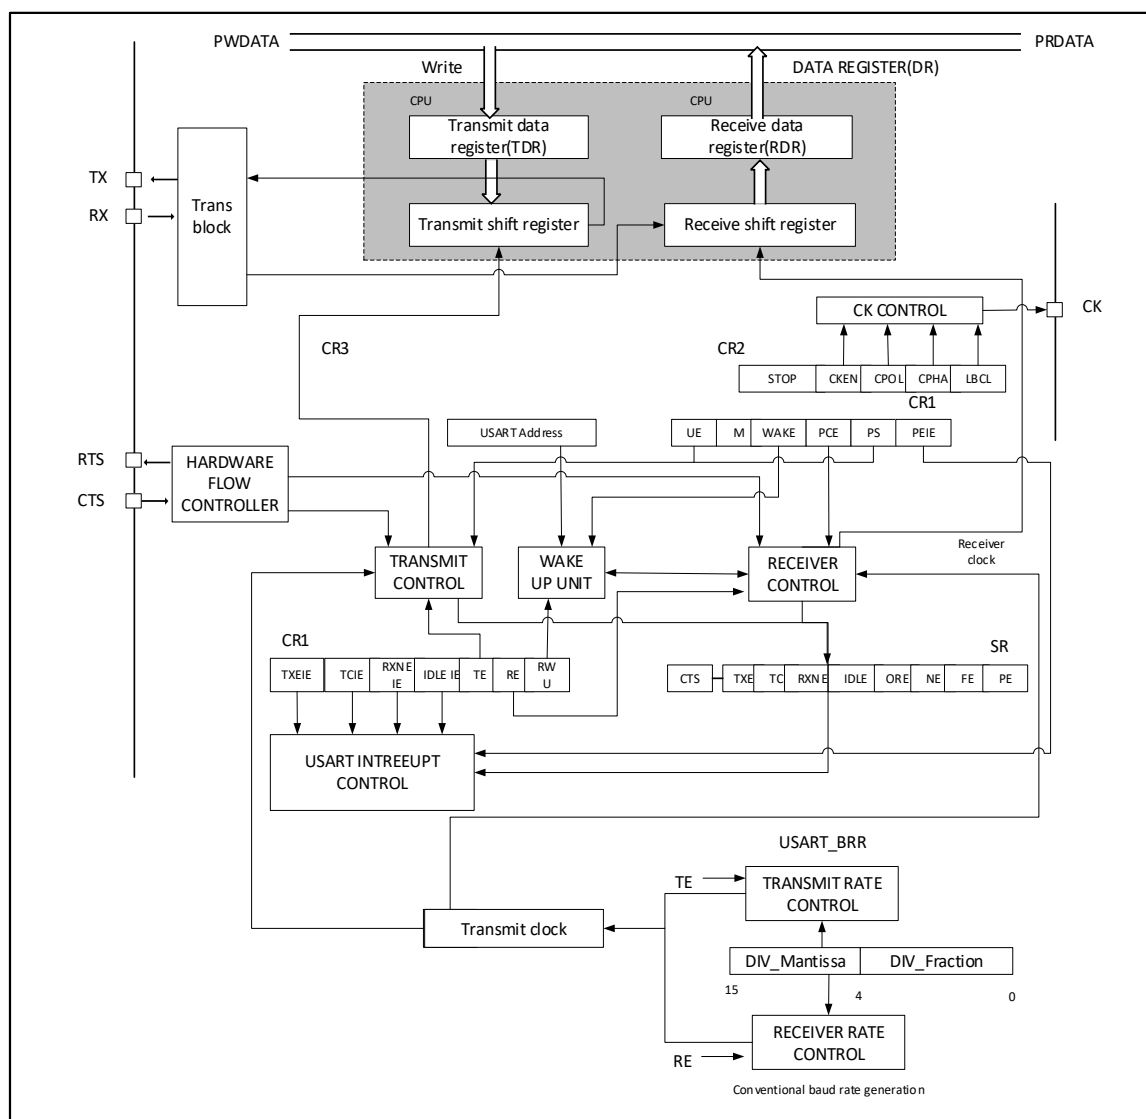 PWDATA
PRDATA
Write
DATA REGISTER(DR)
CPU
CPU
Transmit data
register(TDR)
Receive data
register(RDR)
TX
RX
Trans
block
Transmit shift register
Receive shift register
CK CONTROL
CK
CR3
CR2
STOP
CKEN
CPOL
CPHA
LBCL
CR1
USART Address
UE
M
WAKE
PCE
PS
PEIE
RTS
CTS
HARDWARE
FLOW
CONTROLLER
TRANSMIT
CONTROL
WAKE
UP UNIT
RECEIVER
CONTROL
Receiver
clock
CR1
SR
TXEIE
TCIE
RXNE
IE
IDLE IE
TE
RE
RW
U
CTS
TXE
TC
RXNE
IDLE
ORE
NE
FE
PE
USART INTREEUPT
CONTROL
USART_BRR
TE
TRANSMIT RATE
CONTROL
Transmit clock
DIV_Mantissa
DIV_Fraction
15
4
0
RECEIVER RATE
CONTROL
RE
Conventional baud rate generation